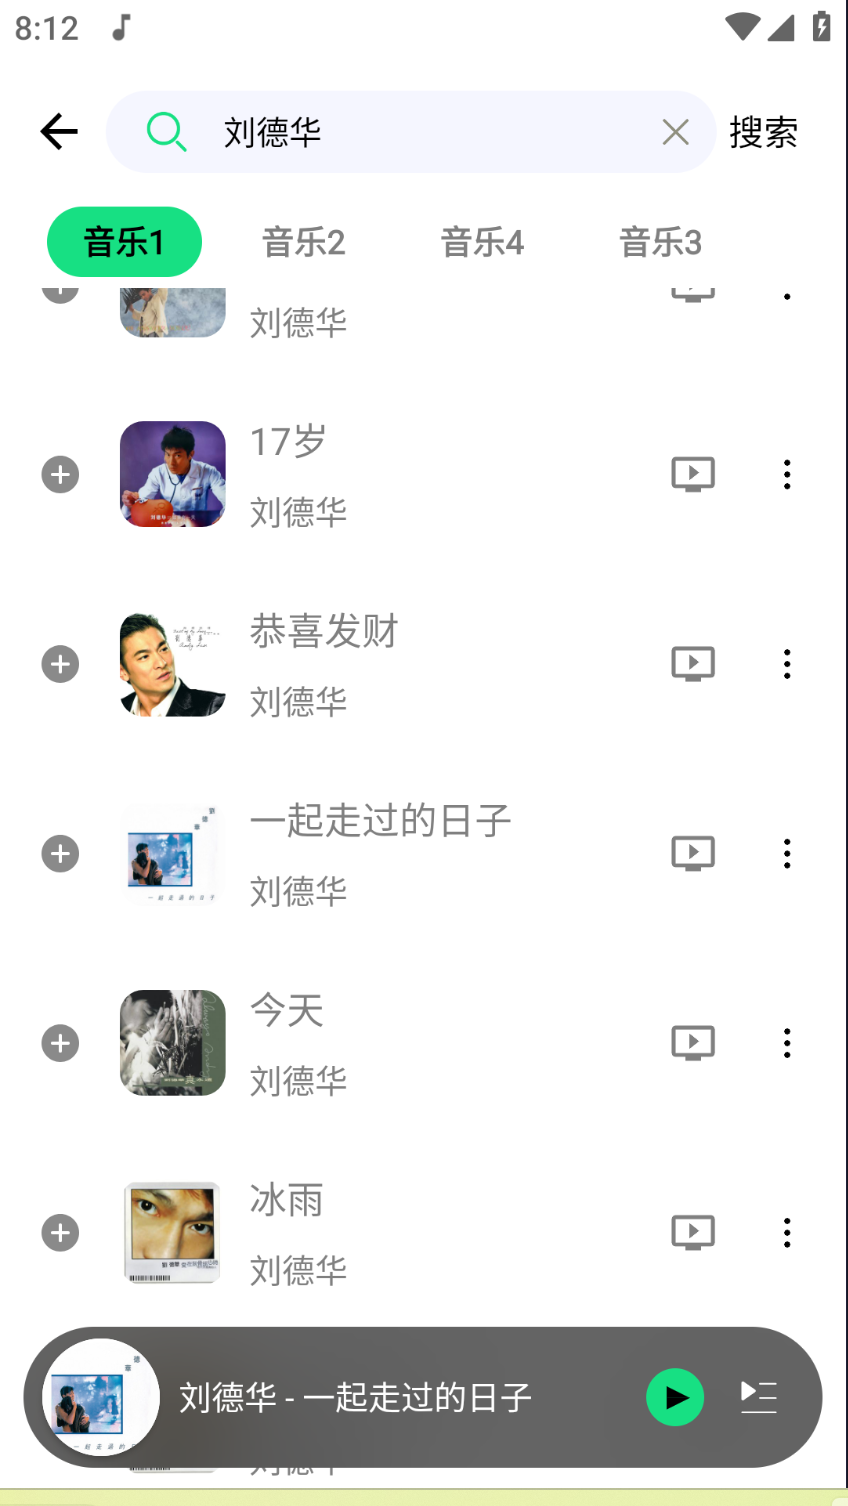 8:12
刘德华
搜索
音乐1
音乐2
音乐4
音乐3
刘德华
17岁
刘德华
恭喜发财
刘德华
一起走过的日子
刘德华
今天
刘德华
冰雨
刘德华
刘德华 - 一起走过的日子